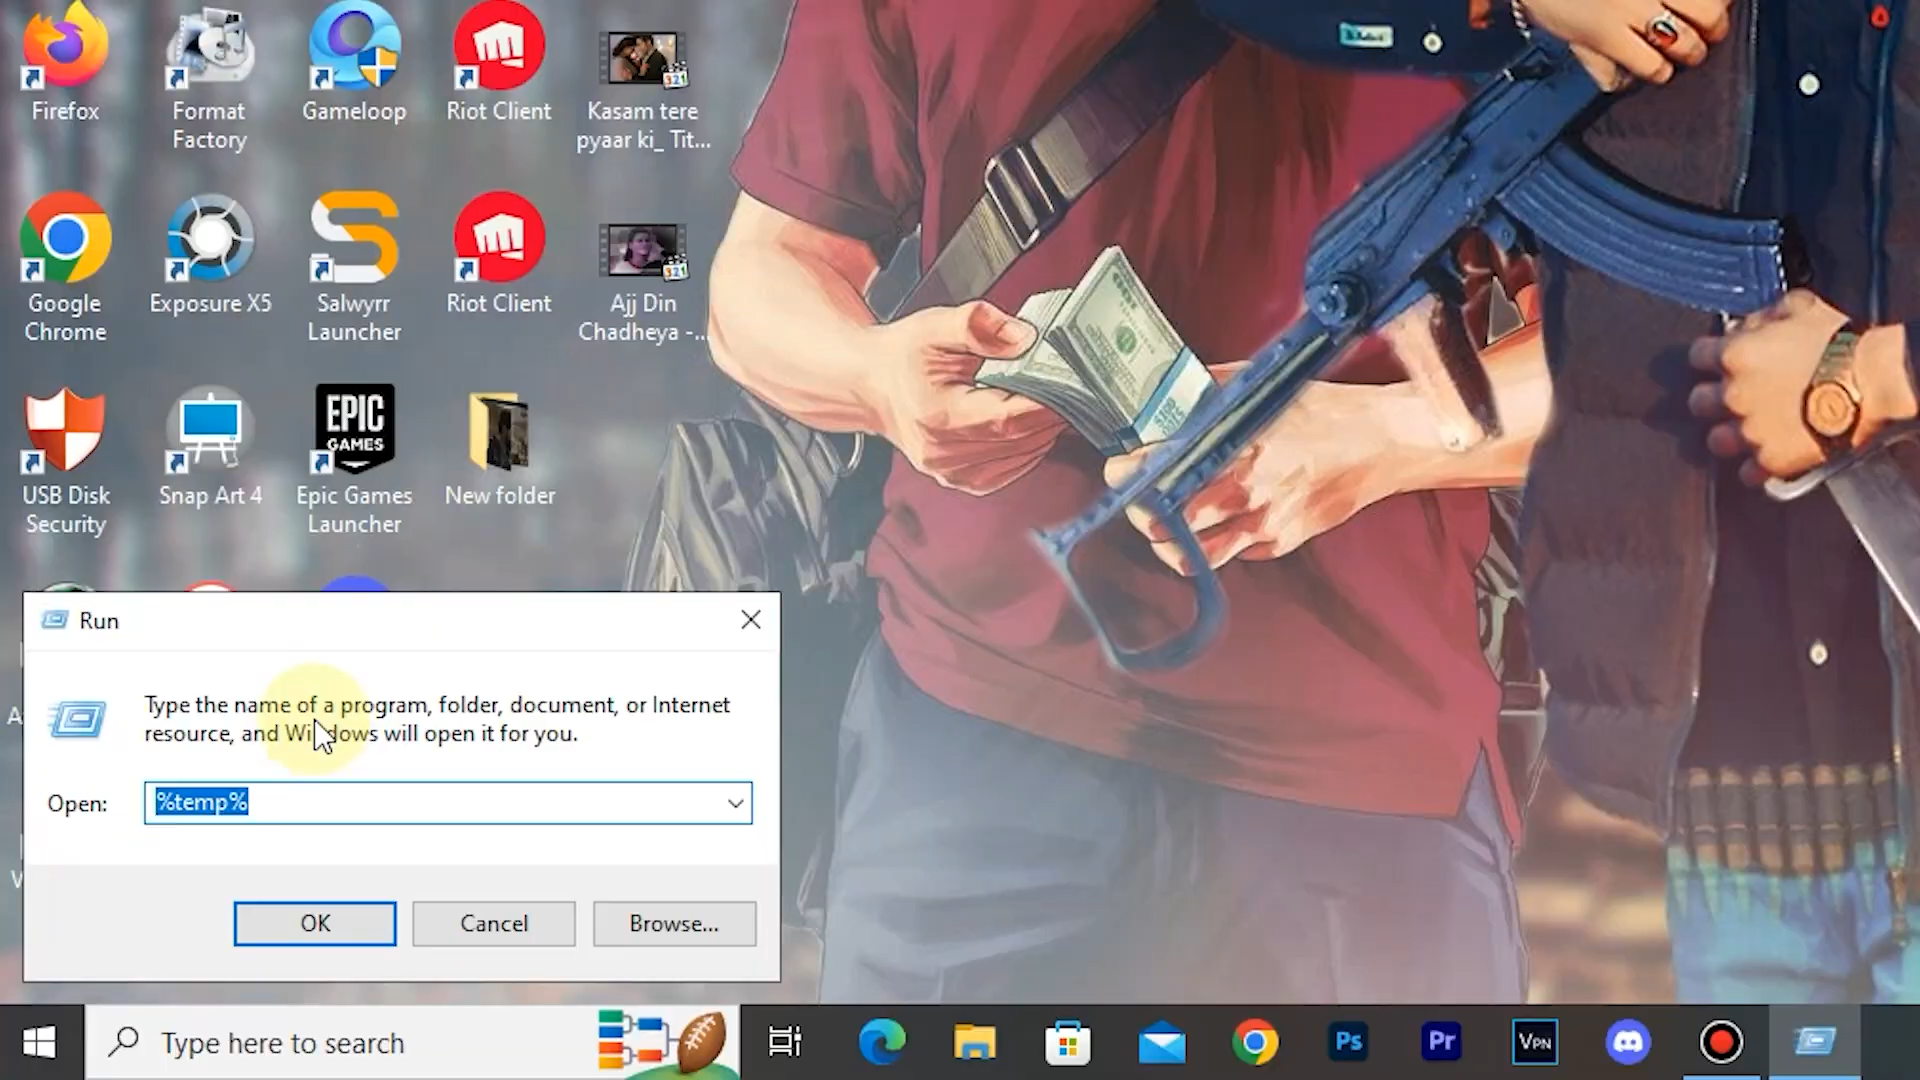 Firefox
Format
Factory
Gameloop
Riot Client
Kasam tere
pyaar ki_ Tit...
Google
Chrome
Exposure X5
Salwyrr
Launcher
Riot Client
Ajj Din
Chadheya -...
EPIC
GAMES
USB Disk
Security
Snap Art 4
Epic Games
Launcher
New folder
Run
Type the name of a program, folder, document, or Internet
resource, and Windows will open it for you.
Open:
%temp%
OK
Cancel
Browse...
Type here to search
Ps
Pr
VPN